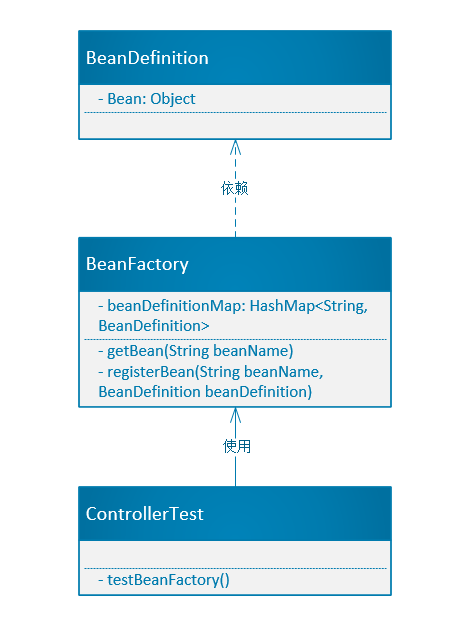 BeanDefinition
- Bean: Object
依赖
BeanFactory
- beanDefinitionMap: HashMap<String,
BeanDefinition>
- getBean(String beanName)
- registerBean(String beanName,
BeanDefinition beanDefinition)
使用
ControllerTest
- testBeanFactory()